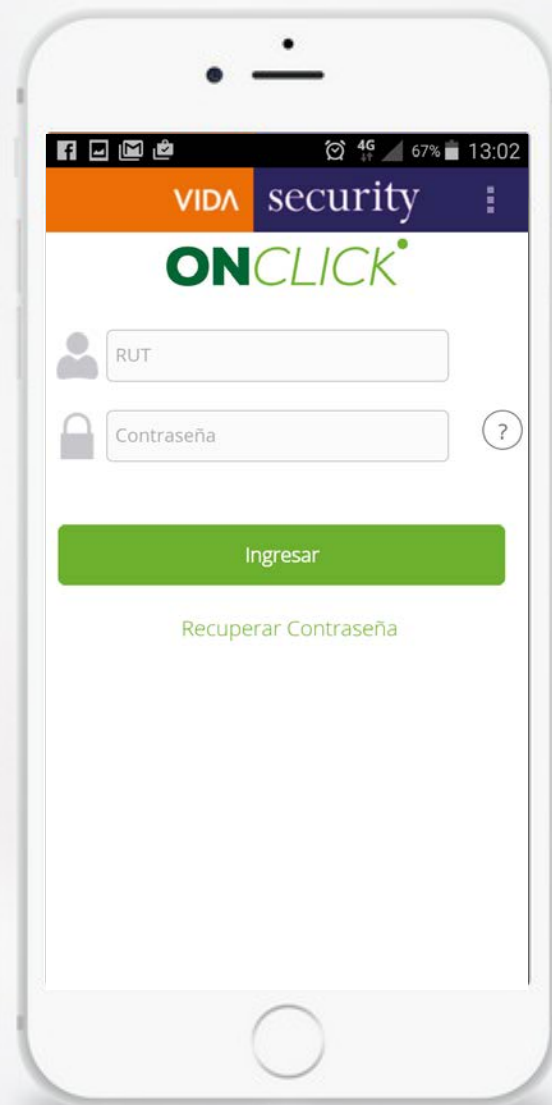 4G 67% 13:02
VIDA security
ONCLICK
RUT
Contraseña
?
Ingresar
Recuperar Contraseña